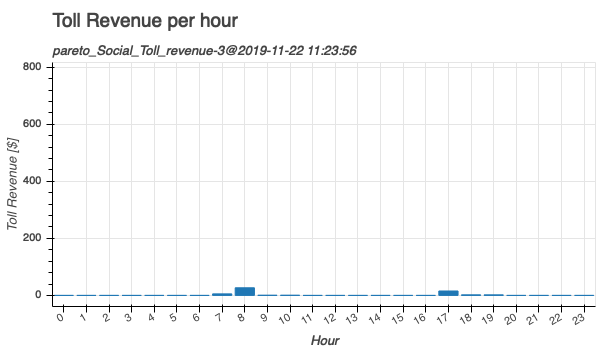 Toll Revenue per hour
pareto_Social_Toll_revenue-3@2019-11-22 11:23:56
800
600
400
200
0
Toll Revenue [$]
0 1 2 3 4 5 6 7 8 9 10 11 12 13 14 15 16 17 18 19 20 21 22 23
Hour